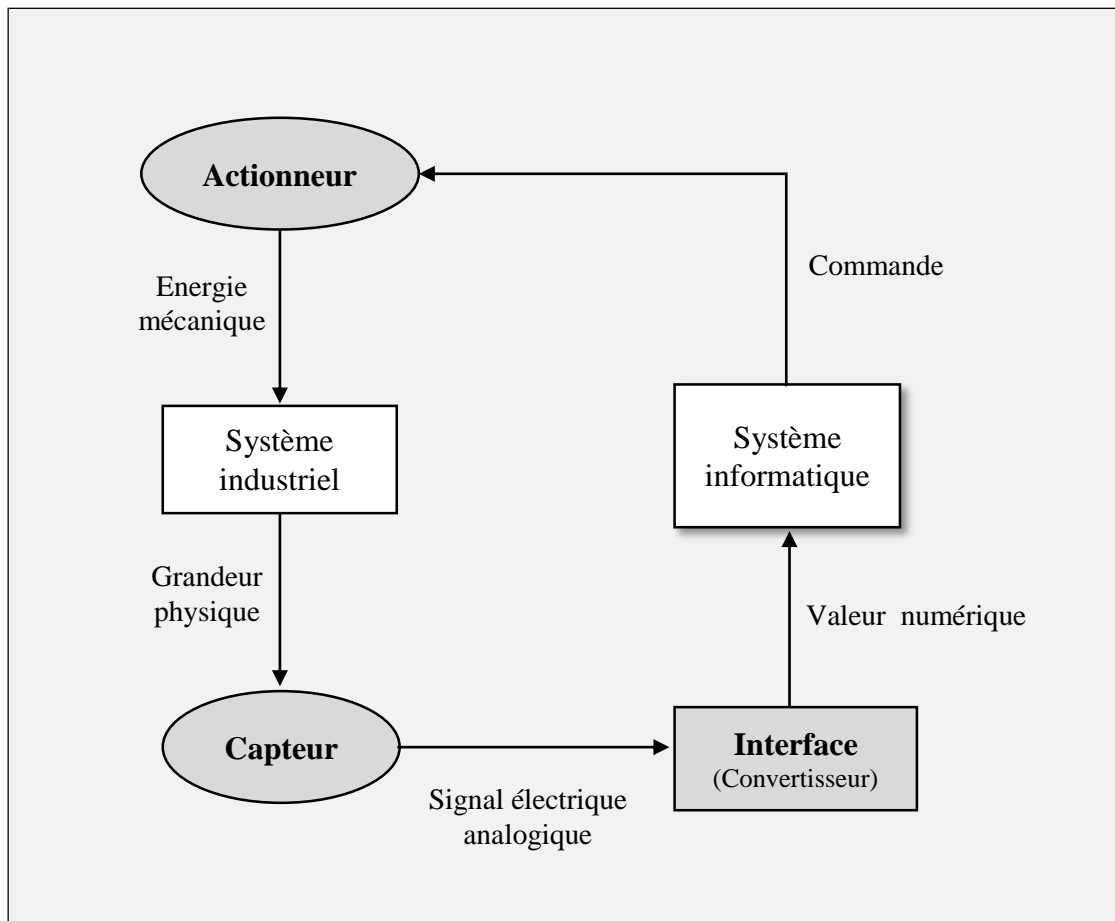 Actionneur
Commande
Energie
mécanique
Système
industriel
Système
informatique
Grandeur
physique
Valeur numérique
Capteur
Interface
(Convertisseur)
Signal électrique
analogique